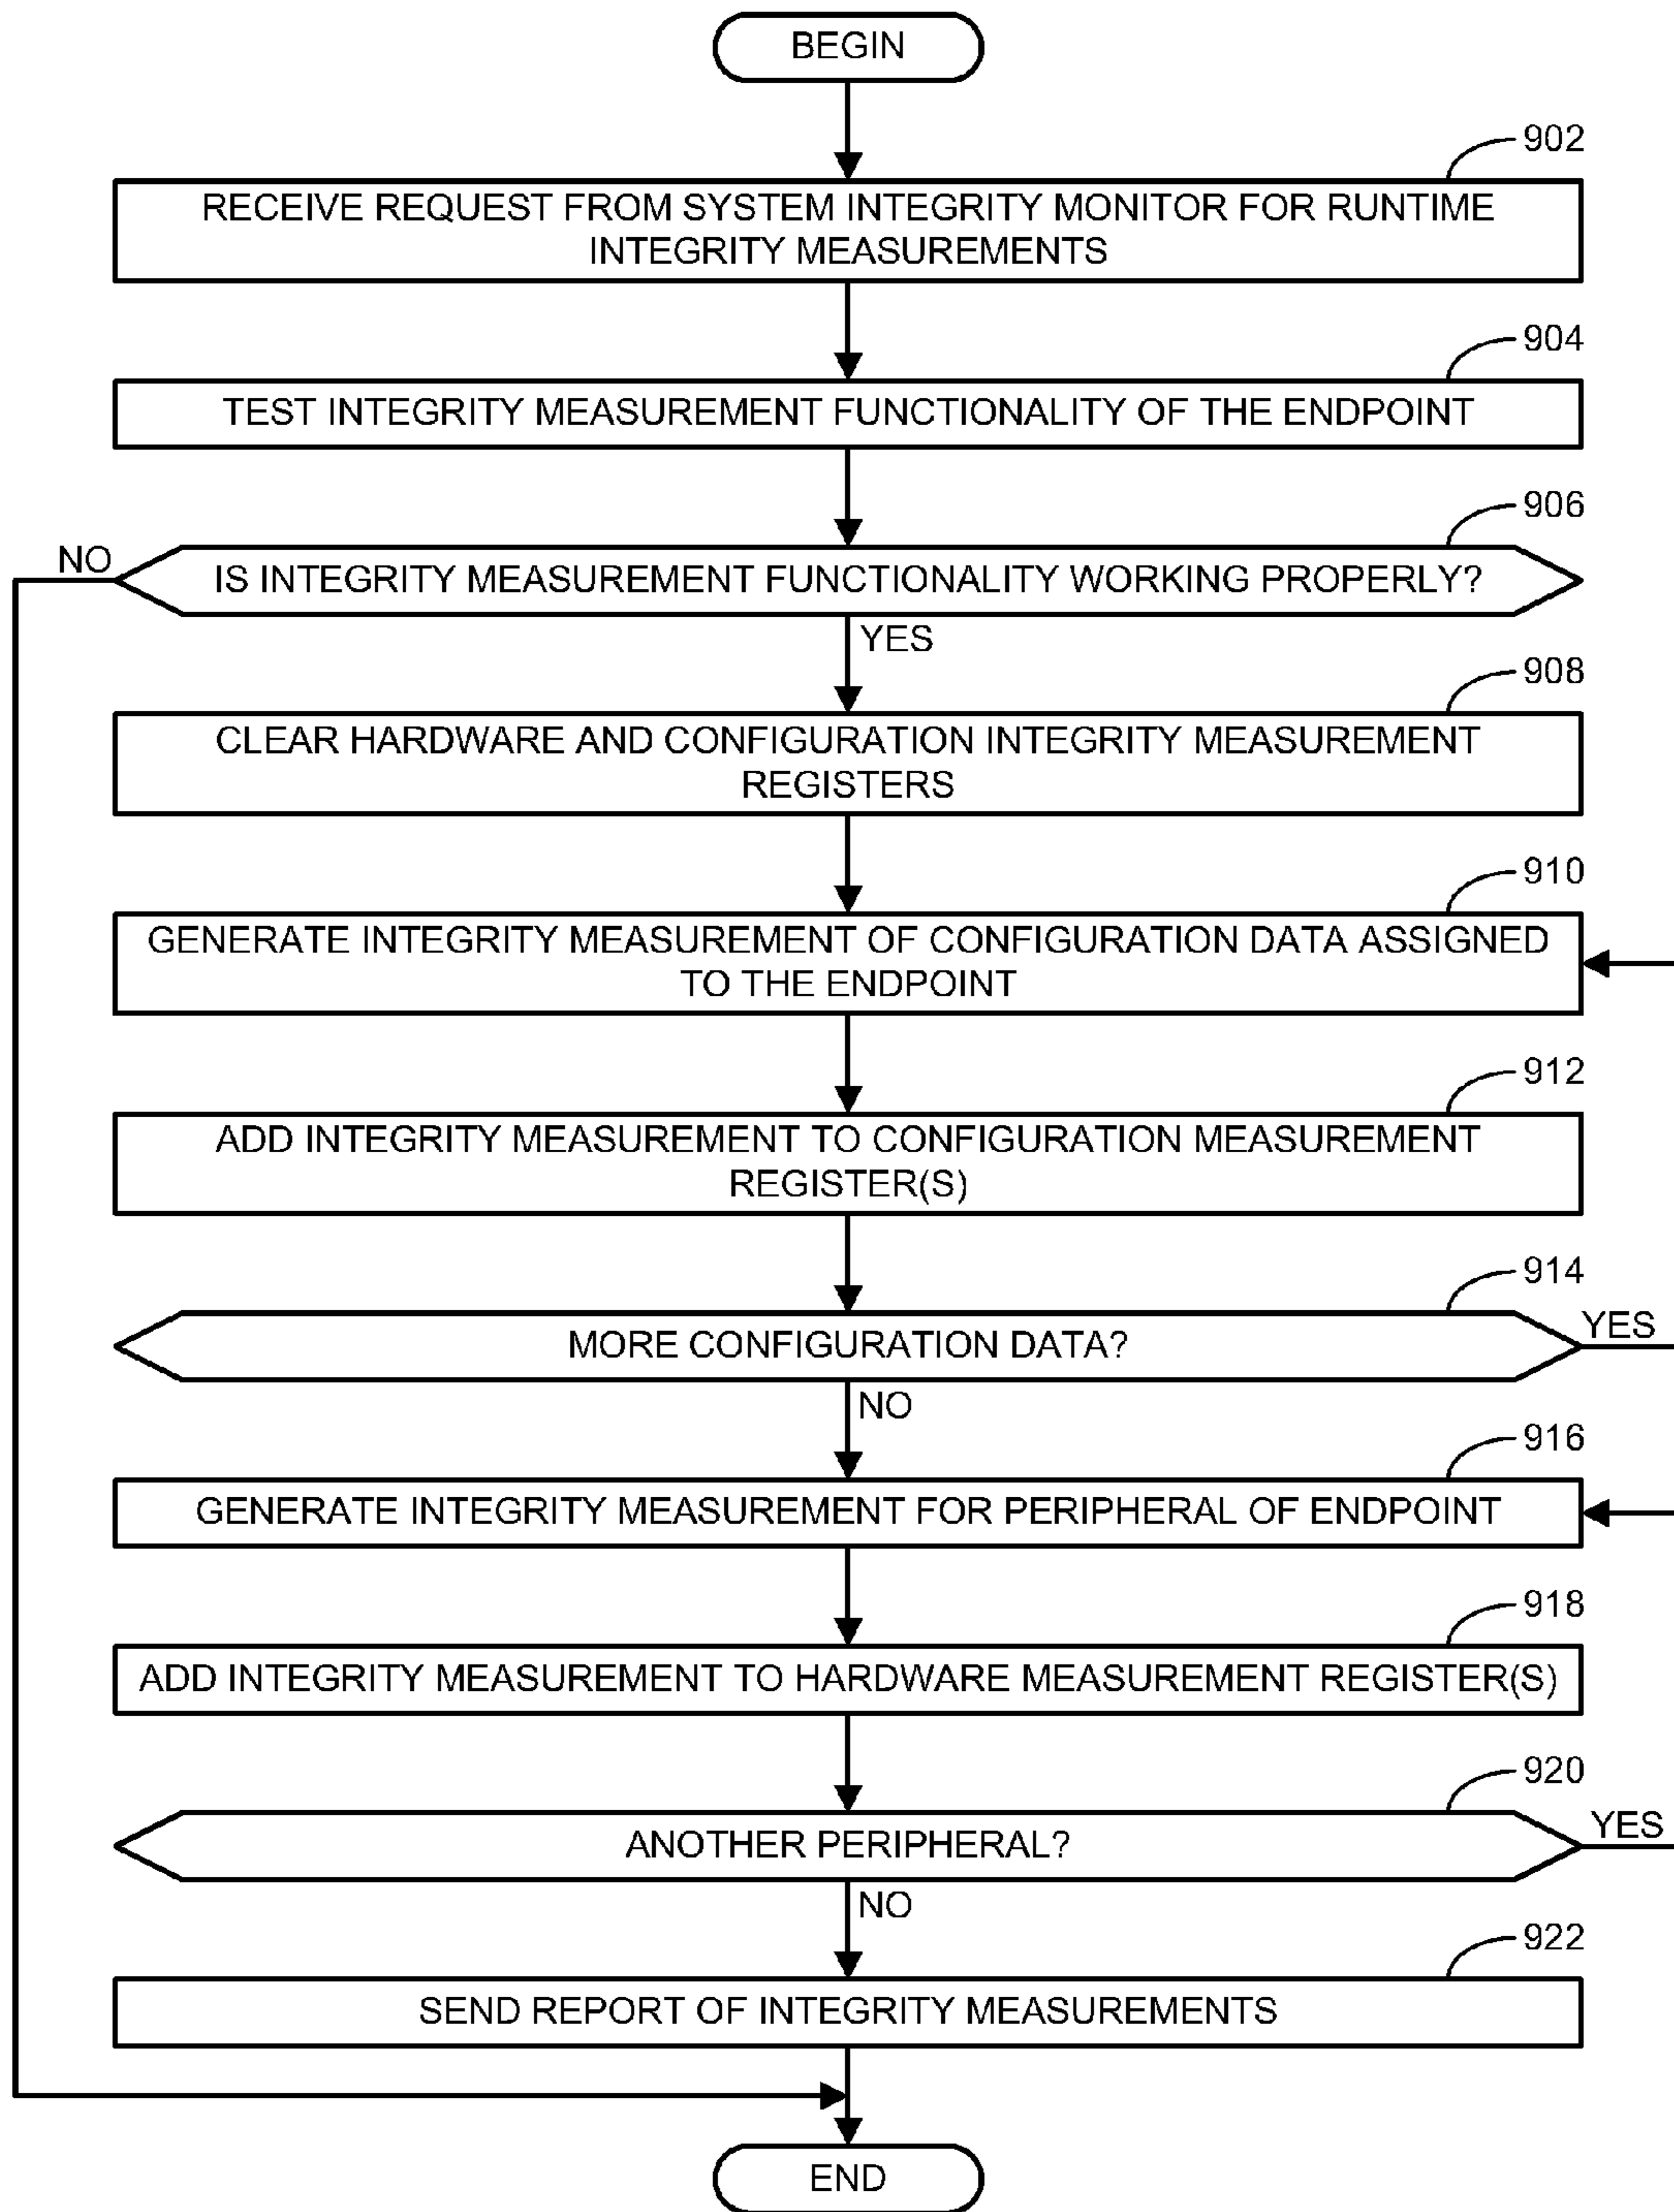 BEGIN
902
RECEIVE REQUEST FROM SYSTEM INTEGRITY MONITOR FOR RUNTIME
INTEGRITY MEASUREMENTS
904
TEST INTEGRITY MEASUREMENT FUNCTIONALITY OF THE ENDPOINT
906
NO
IS INTEGRITY MEASUREMENT FUNCTIONALITY WORKING PROPERLY?
YES
908
CLEAR HARDWARE AND CONFIGURATION INTEGRITY MEASUREMENT
REGISTERS
910
GENERATE INTEGRITY MEASUREMENT OF CONFIGURATION DATA ASSIGNED
TO THE ENDPOINT
912
ADD INTEGRITY MEASUREMENT TO CONFIGURATION MEASUREMENT
REGISTER(S)
914
MORE CONFIGURATION DATA?
YES
NO
916
GENERATE INTEGRITY MEASUREMENT FOR PERIPHERAL OF ENDPOINT
918
ADD INTEGRITY MEASUREMENT TO HARDWARE MEASUREMENT REGISTER(S)
920
ANOTHER PERIPHERAL?
YES
NO
922
SEND REPORT OF INTEGRITY MEASUREMENTS
END